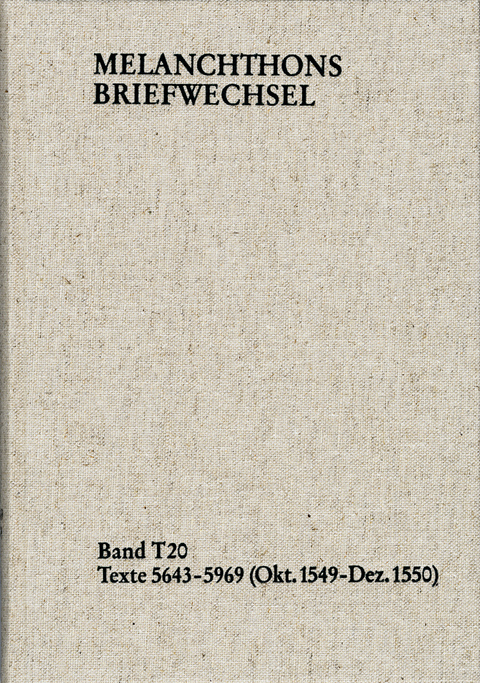 MELANCHTHONS
BRIEFWECHSEL
Band T20
Texte 5643–5969 (Okt. 1549–Dez. 1550)